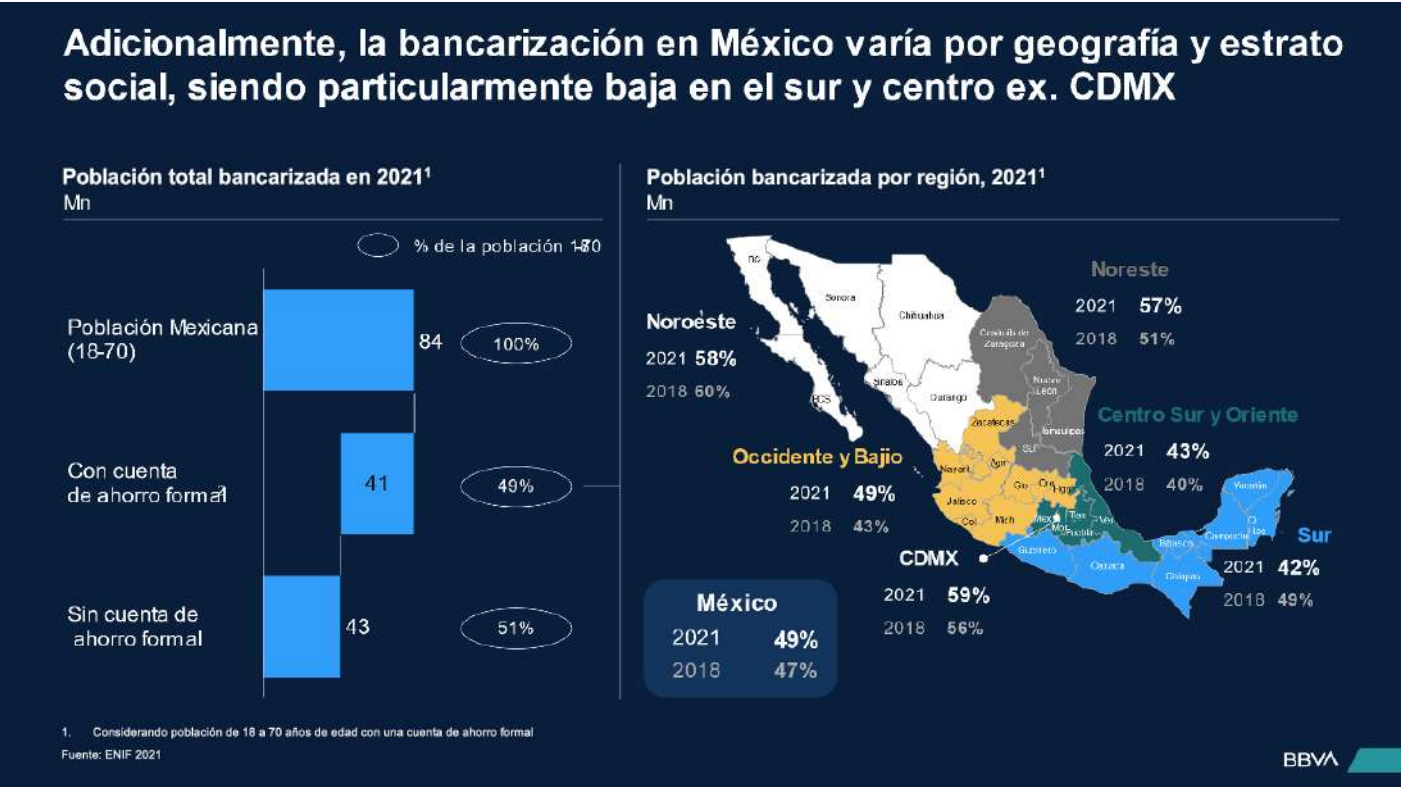 Adicionalmente, la bancarización en México varía por geografía y estrato
social, siendo particularmente baja en el sur y centro ex. CDMX
Población total bancarizada en 2021¹
Mn
% de la población 18-70
Población Mexicana
(18-70)
84
100%
Con cuenta
de ahorro formal
41
49%
Sin cuenta de
ahorro formal
43
51%
Población bancarizada por región, 2021¹
Mn
Noroeste
2021 58%
2018 60%
Noreste
2021 57%
2018 51%
Centro Sur y Oriente
2021 43%
2018 40%
Occidente y Bajio
2021 49%
2018 43%
CDMX
2021 59%
2018 56%
Sur
2021 42%
2018 49%
México
2021 49%
2018 47%
BC
Sonora
Chihuahua
Coahuila de
Zaragoza
BCS
Sinaloa
Durango
Nuevo
León
Tamaulipas
Zacatecas
SLP
Nayarit
Agu
Jalisco
Gto
Col
Mich
Mex
Tlax
Mor
Puebla
Ver
Guerrero
Oaxaca
Chiapas
Tabasco
Campeche
Yucatán
1. Considerando población de 18 a 70 años de edad con una cuenta de ahorro formal
Fuente: ENIF 2021
BBVA